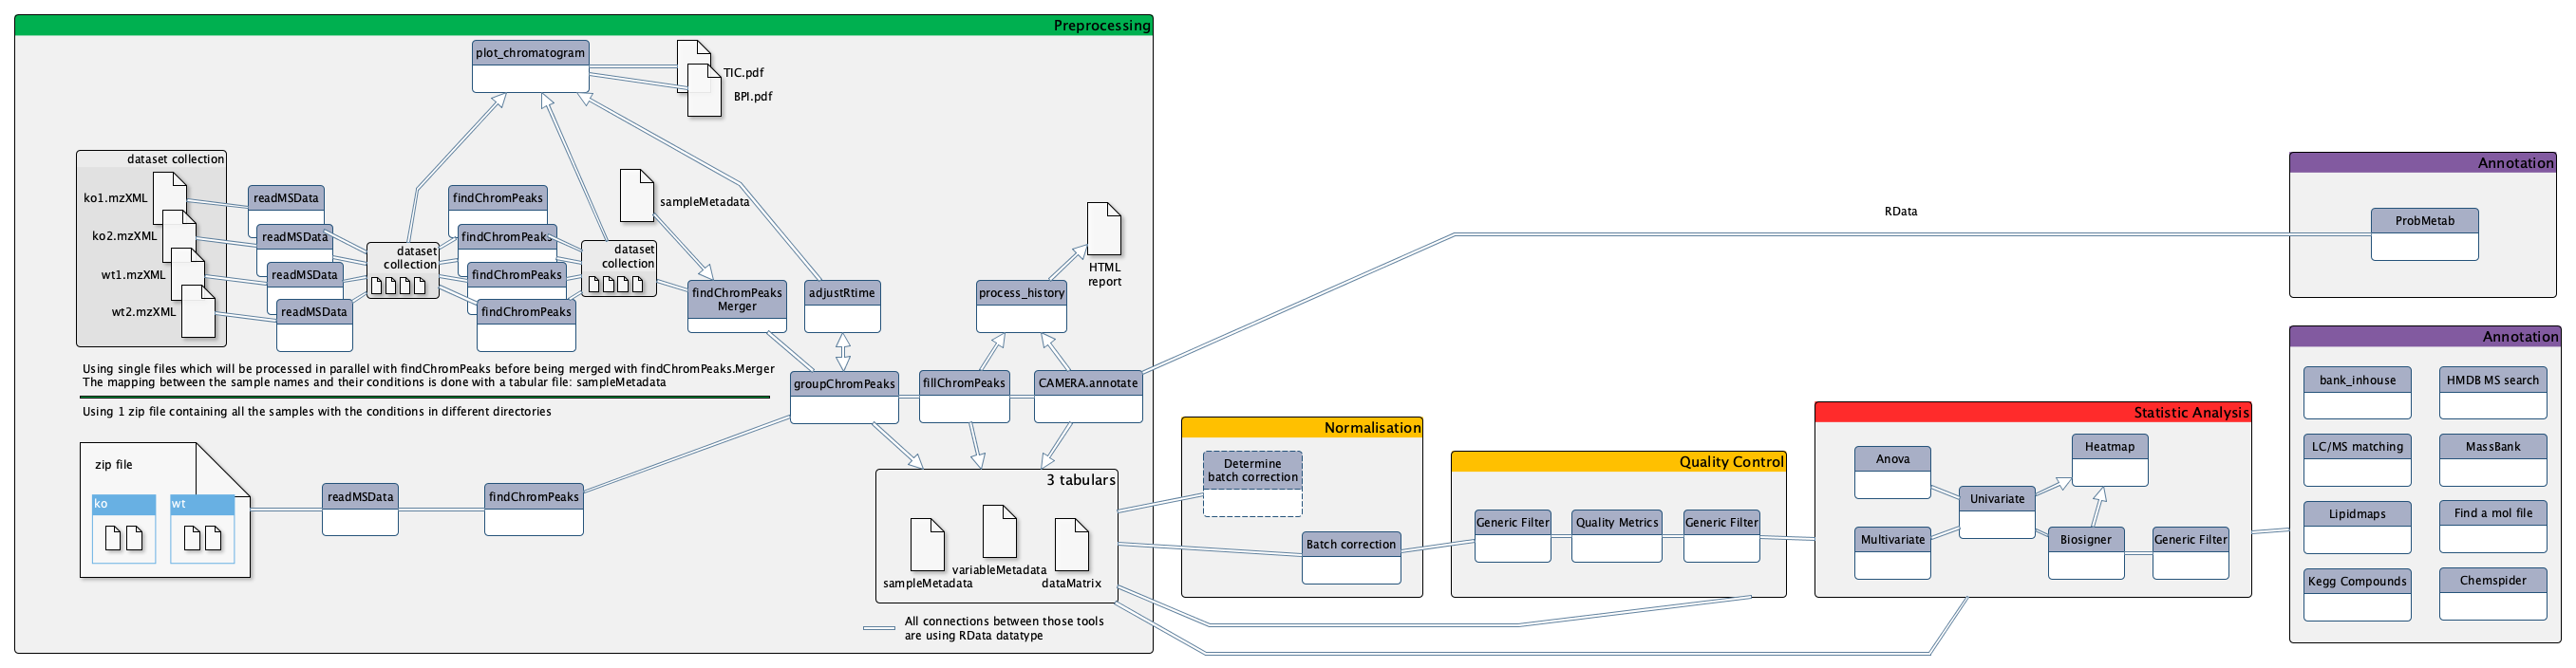 Preprocessing
plot_chromatogram
TIC.pdf
BPI.pdf
dataset collection
ko1.mzXML
ko2.mzXML
wt1.mzXML
wt2.mzXML
readMSData
readMSData
readMSData
readMSData
dataset
collection
findChromPeaks
findChromPeaks
findChromPeaks
findChromPeaks
dataset
collection
sampleMetadata
findChromPeaks
Merger
adjustRtime
process_history
HTML
report
Using single files which will be processed in parallel with findChromPeaks before being merged with findChromPeaks.Merger
The mapping between the sample names and their conditions is done with a tabular file: sampleMetadata
Using 1 zip file containing all the samples with the conditions in different directories
groupChromPeaks
fillChromPeaks
CAMERA.annotate
zip file
ko
wt
readMSData
findChromPeaks
3 tabulars
sampleMetadata
variableMetadata
dataMatrix
All connections between those tools
are using RData datatype
Normalisation
Determine
batch correction
Batch correction
Quality Control
Generic Filter
Quality Metrics
Generic Filter
Statistic Analysis
Anova
Multivariate
Univariate
Heatmap
Biosigner
Generic Filter
RData
Annotation
ProbMetab
Annotation
bank_inhouse
HMDB MS search
LC/MS matching
MassBank
Lipidmaps
Find a mol file
Kegg Compounds
Chemspider